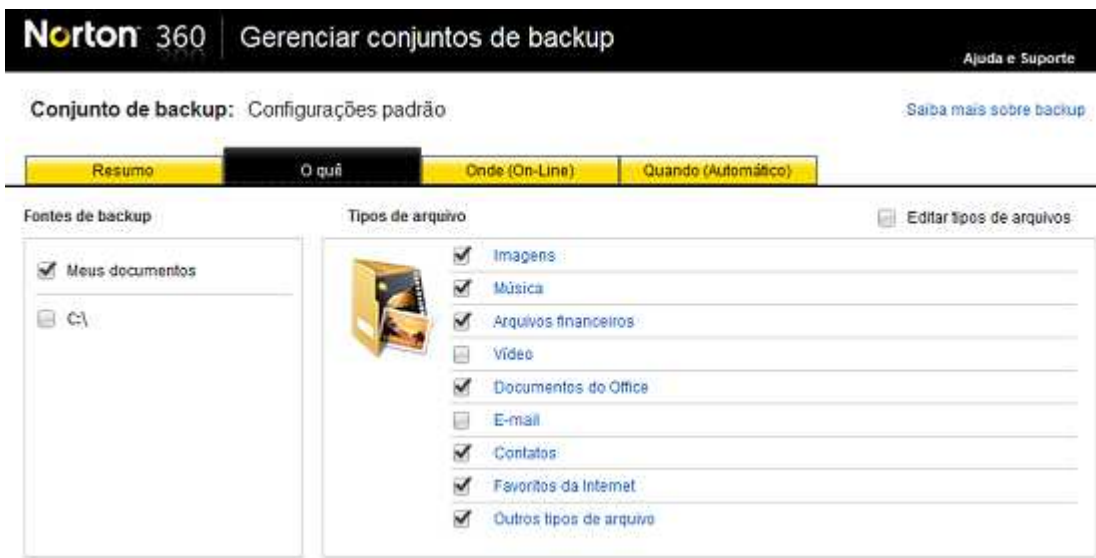 Norton 360 Gerenciar conjuntos de backup
Ajuda e Suporte
Conjunto de backup: Configurações padrão
Saiba mais sobre backup
Resumo O quê Onde (On-Line) Quando (Automático)
Fontes de backup
Tipos de arquivo
Editar tipos de arquivos
Meus documentos
C:\
Imagens
Música
Arquivos financeiros
Vídeo
Documentos do Office
E-mail
Contatos
Favoritos da Internet
Outros tipos de arquivo